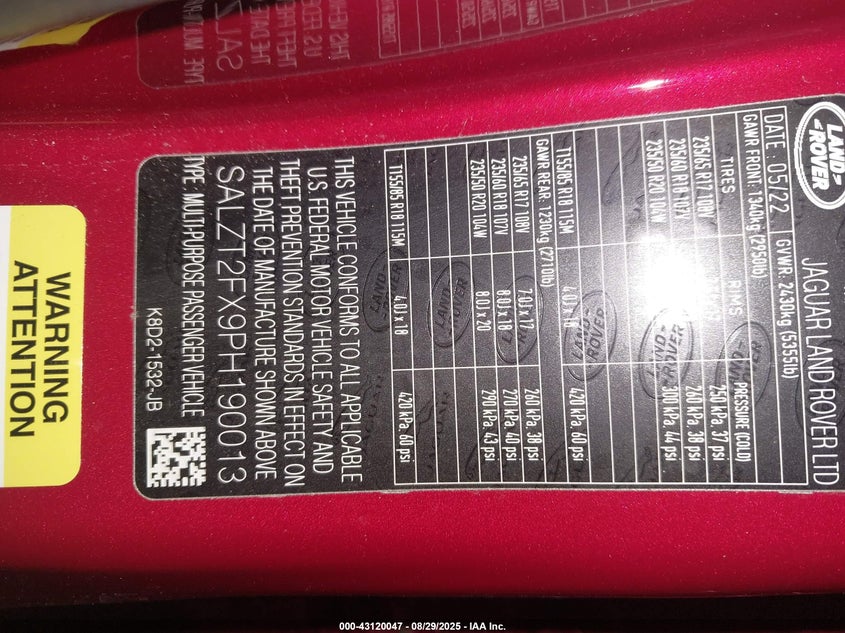 LAND ROVER
JAGUAR LAND ROVER LTD
DATE: 05/22 GVWR: 2430kg (5355lb)
GAWR FRONT: 1340kg (2950lb)
TIRES RIMS PRESSURE (COLD)
235/65 R17 108V 250 kPa, 37 psi
235/60 R18 107V 260 kPa, 38 psi
235/50 R20 104W 300 kPa, 44 psi
T155/85 R18 115M 4.0J x 18 420 kPa, 60 psi
GAWR REAR: 1230kg (2710lb)
235/65 R17 108V 7.0J x 17 260 kPa, 38 psi
235/60 R18 107V 8.0J x 18 270 kPa, 40 psi
235/50 R20 104W 8.0J x 20 290 kPa, 43 psi
T155/85 R18 115M 4.0J x 18 420 kPa, 60 psi
THIS VEHICLE CONFORMS TO ALL APPLICABLE
U.S. FEDERAL MOTOR VEHICLE SAFETY AND
THEFT PREVENTION STANDARDS IN EFFECT ON
THE DATE OF MANUFACTURE SHOWN ABOVE
SALZT2FX9PH190013
TYPE: MULTI-PURPOSE PASSENGER VEHICLE
K8D2-1532-JB
WARNING
ATTENTION
000-43120047 - 08/29/2025 - IAA Inc.